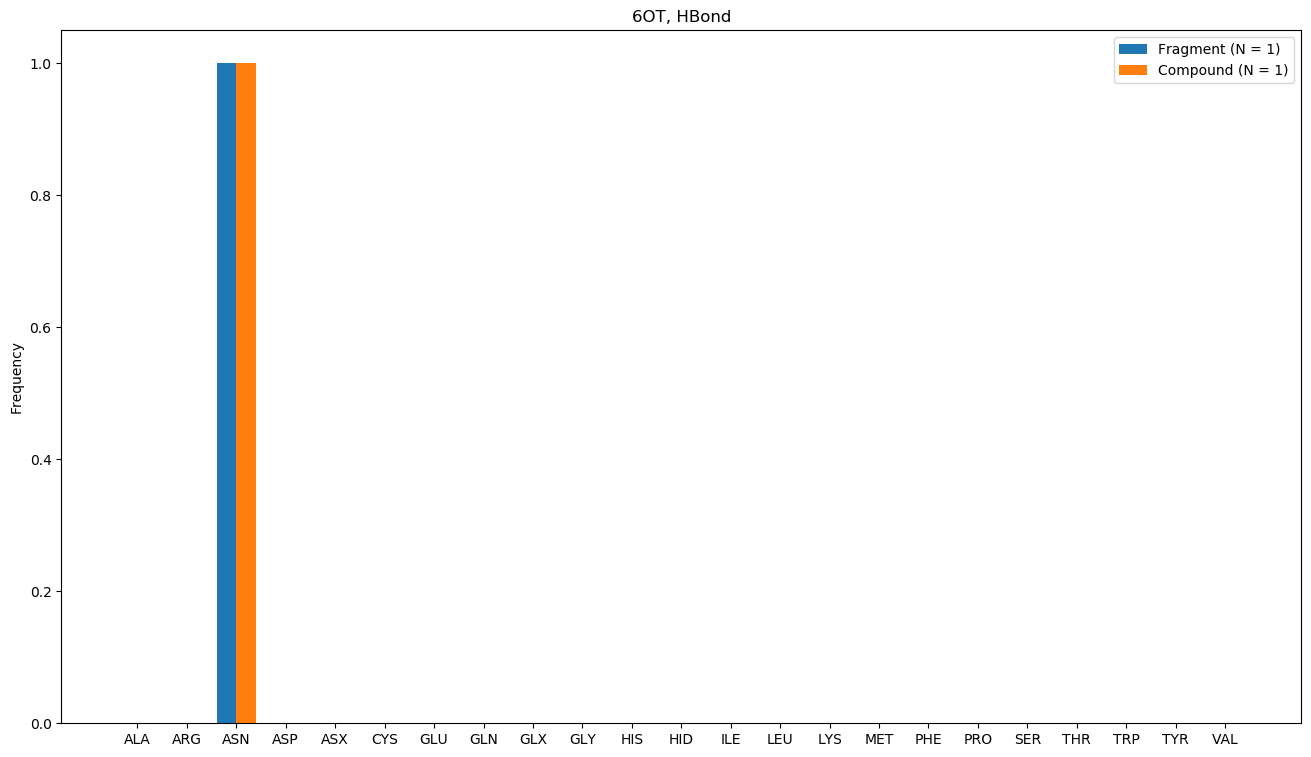 6OT, HBond
Fragment (N = 1)
Compound (N = 1)
Frequency
1.0
0.8
0.6
0.4
0.2
0.0
ALA ARG ASN ASP ASX CYS GLU GLN GLX GLY HIS HID ILE LEU LYS MET PHE PRO SER THR TRP TYR VAL